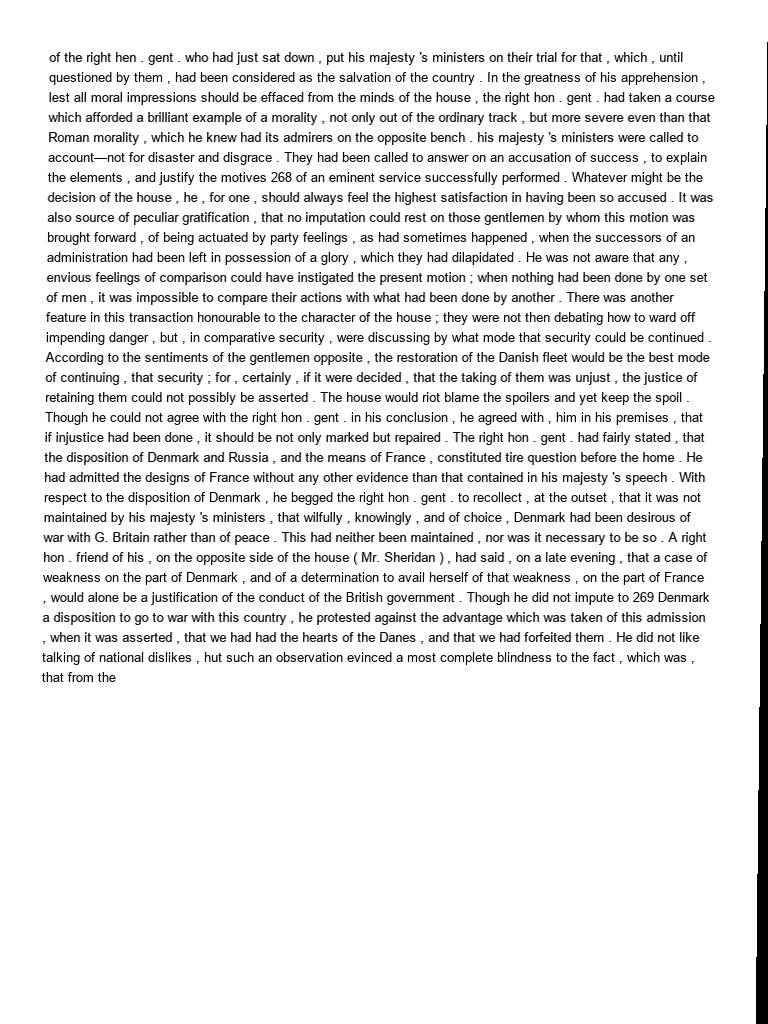 of the right hen . gent . who had just sat down , put his majesty 's ministers on their trial for that , which , until
questioned by them , had been considered as the salvation of the country . In the greatness of his apprehension ,
lest all moral impressions should be effaced from the minds of the house , the right hon . gent . had taken a course
which afforded a brilliant example of a morality , not only out of the ordinary track , but more severe even than that
Roman morality , which he knew had its admirers on the opposite bench . his majesty 's ministers were called to
account—not for disaster and disgrace . They had been called to answer on an accusation of success , to explain
the elements , and justify the motives 268 of an eminent service successfully performed . Whatever might be the
decision of the house , he , for one , should always feel the highest satisfaction in having been so accused . It was
also source of peculiar gratification , that no imputation could rest on those gentlemen by whom this motion was
brought forward , of being actuated by party feelings , as had sometimes happened , when the successors of an
administration had been left in possession of a glory , which they had dilapidated . He was not aware that any ,
envious feelings of comparison could have instigated the present motion ; when nothing had been done by one set
of men , it was impossible to compare their actions with what had been done by another . There was another
feature in this transaction honourable to the character of the house ; they were not then debating how to ward off
impending danger , but , in comparative security , were discussing by what mode that security could be continued .
According to the sentiments of the gentlemen opposite , the restoration of the Danish fleet would be the best mode
of continuing , that security ; for , certainly , if it were decided , that the taking of them was unjust , the justice of
retaining them could not possibly be asserted . The house would riot blame the spoilers and yet keep the spoil .
Though he could not agree with the right hon . gent . in his conclusion , he agreed with , him in his premises , that
if injustice had been done , it should be not only marked but repaired . The right hon . gent . had fairly stated , that
the disposition of Denmark and Russia , and the means of France , constituted tire question before the home . He
had admitted the designs of France without any other evidence than that contained in his majesty 's speech . With
respect to the disposition of Denmark , he begged the right hon . gent . to recollect , at the outset , that it was not
maintained by his majesty 's ministers , that wilfully , knowingly , and of choice , Denmark had been desirous of
war with G. Britain rather than of peace . This had neither been maintained , nor was it necessary to be so . A right
hon . friend of his , on the opposite side of the house ( Mr. Sheridan ) , had said , on a late evening , that a case of
weakness on the part of Denmark , and of a determination to avail herself of that weakness , on the part of France
, would alone be a justification of the conduct of the British government . Though he did not impute to 269 Denmark
a disposition to go to war with this country , he protested against the advantage which was taken of this admission
, when it was asserted , that we had had the hearts of the Danes , and that we had forfeited them . He did not like
talking of national dislikes , hut such an observation evinced a most complete blindness to the fact , which was ,
that from the